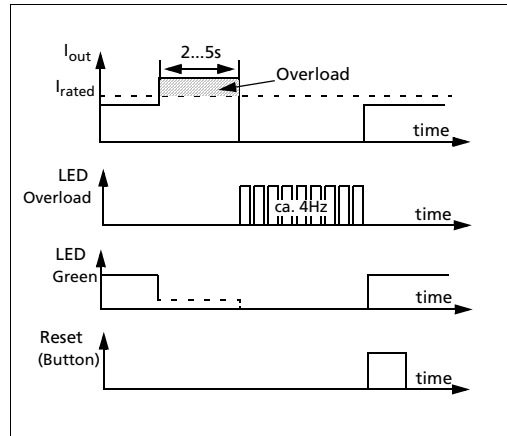 I_out
2...5s
Overload
I_rated
time
LED
Overload
ca. 4Hz
time
LED
Green
time
Reset
(Button)
time